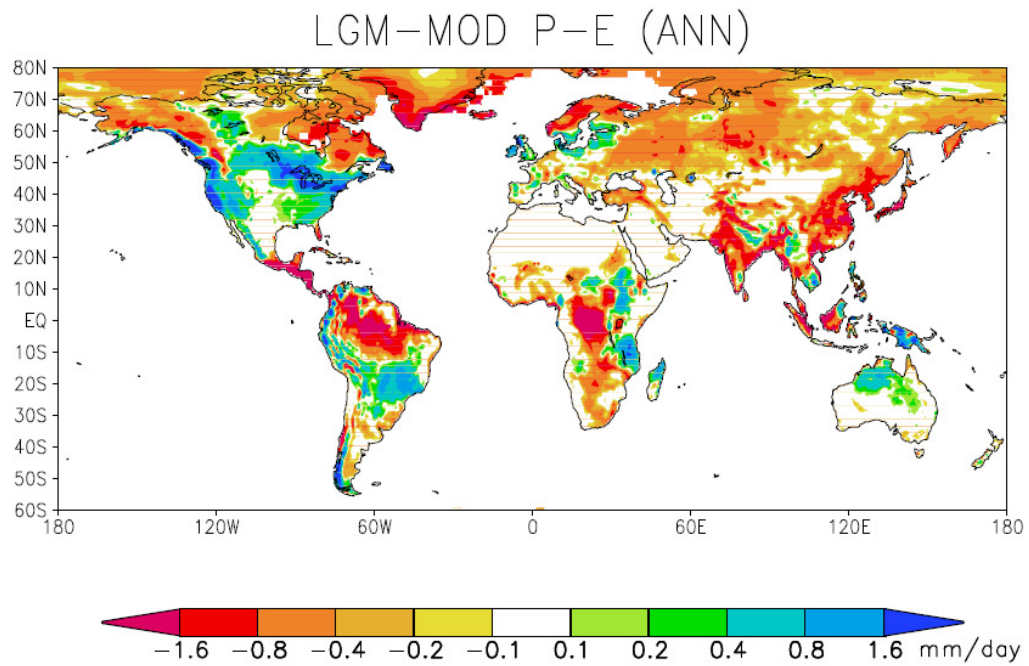 LGM-MOD P-E (ANN)
80N
70N
60N
50N
40N
30N
20N
10N
EQ
10S
20S
30S
40S
50S
60S
180 120W 60W 0 60E 120E 180
-1.6 -0.8 -0.4 -0.2 -0.1 0.1 0.2 0.4 0.8 1.6 mm/day